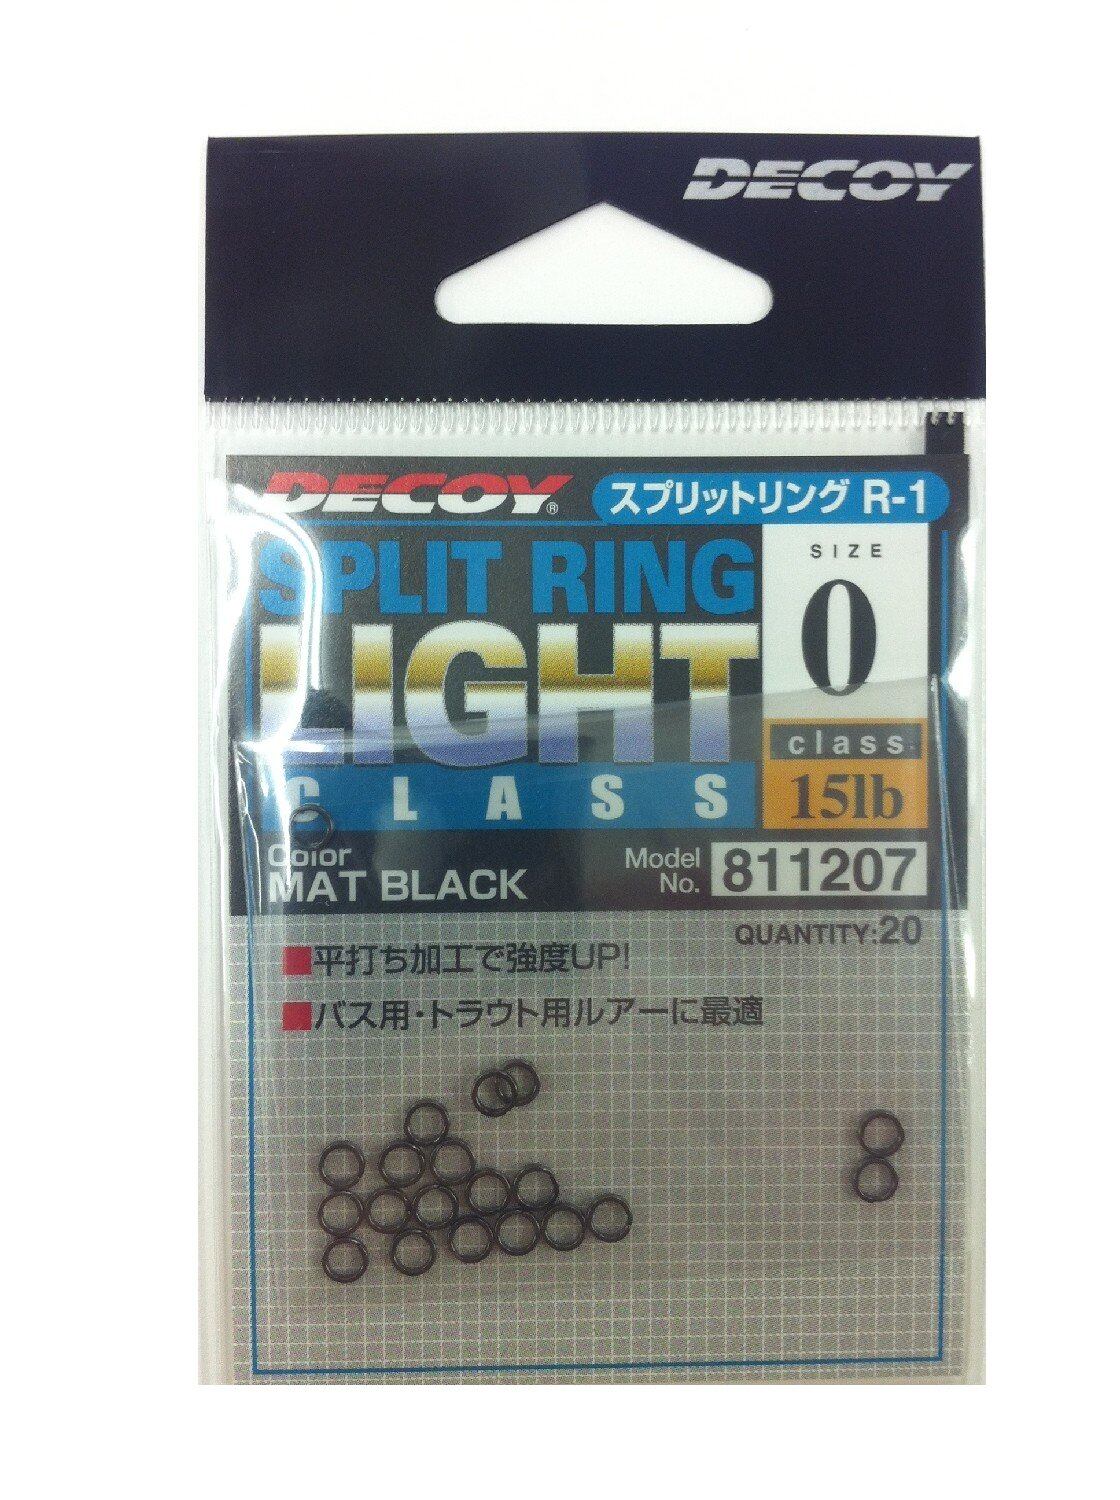 DECOY
DECOY® スプリットリング R-1
SPLIT RING
LIGHT
CLASS
SIZE
0
class
15lb
Color
MAT BLACK
Model No. 811207
QUANTITY:20
■平打ち加工で強度UP!
■バス用・トラウト用ルアーに最適